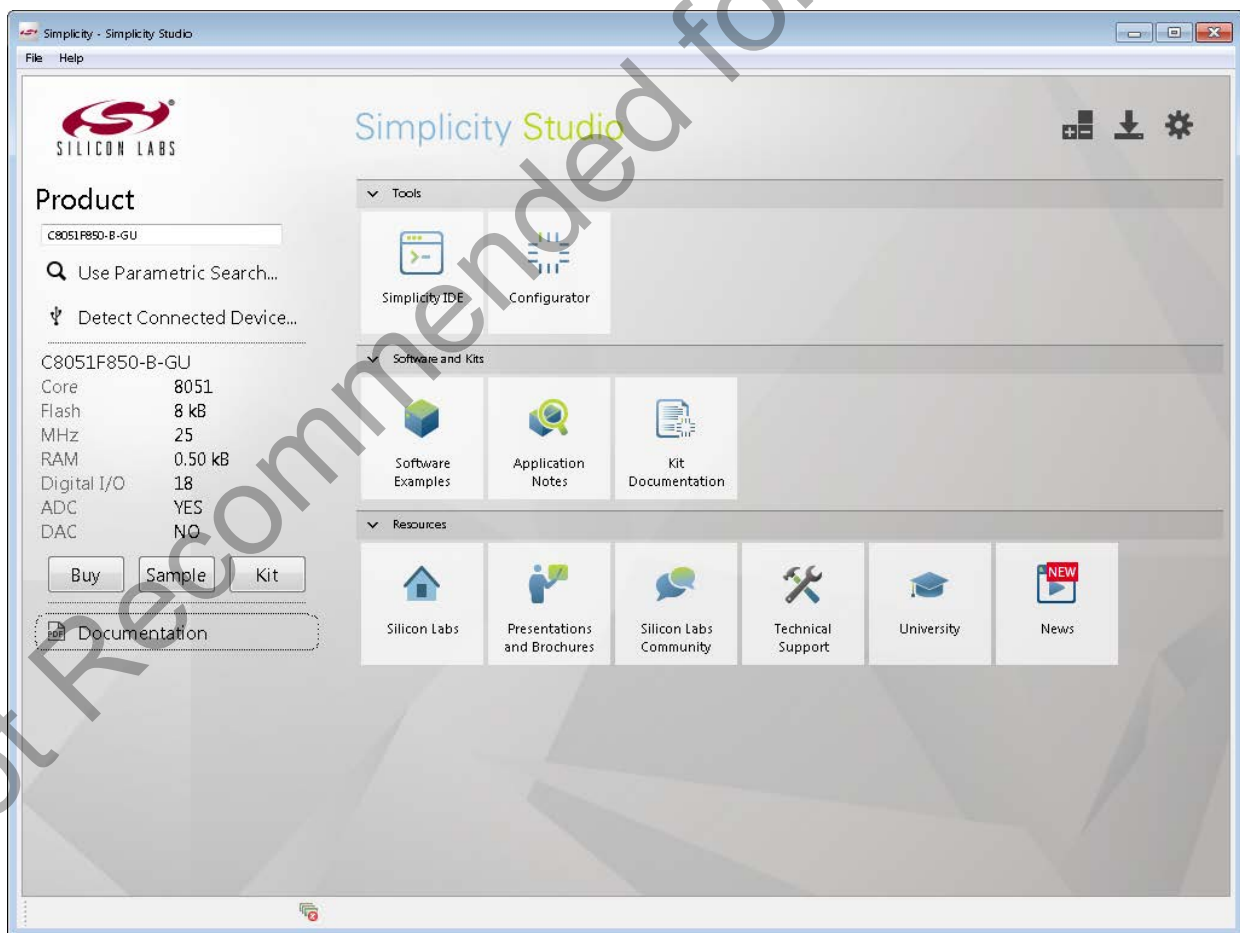 Simplicity - Simplicity Studio
File Help
SILICON LABS
Simplicity Studio
Product
C8051F850-B-GU
Use Parametric Search...
Detect Connected Device...
C8051F850-B-GU
Core 8051
Flash 8 kB
MHz 25
RAM 0.50 kB
Digital I/O 18
ADC YES
DAC NO
Buy Sample Kit
PDF Documentation
Tools
Simplicity IDE
Configurator
Software and Kits
Software
Examples
Application
Notes
Kit
Documentation
Resources
Silicon Labs
Presentations
and Brochures
Silicon Labs
Community
Technical
Support
University
NEW
News
Recommended for